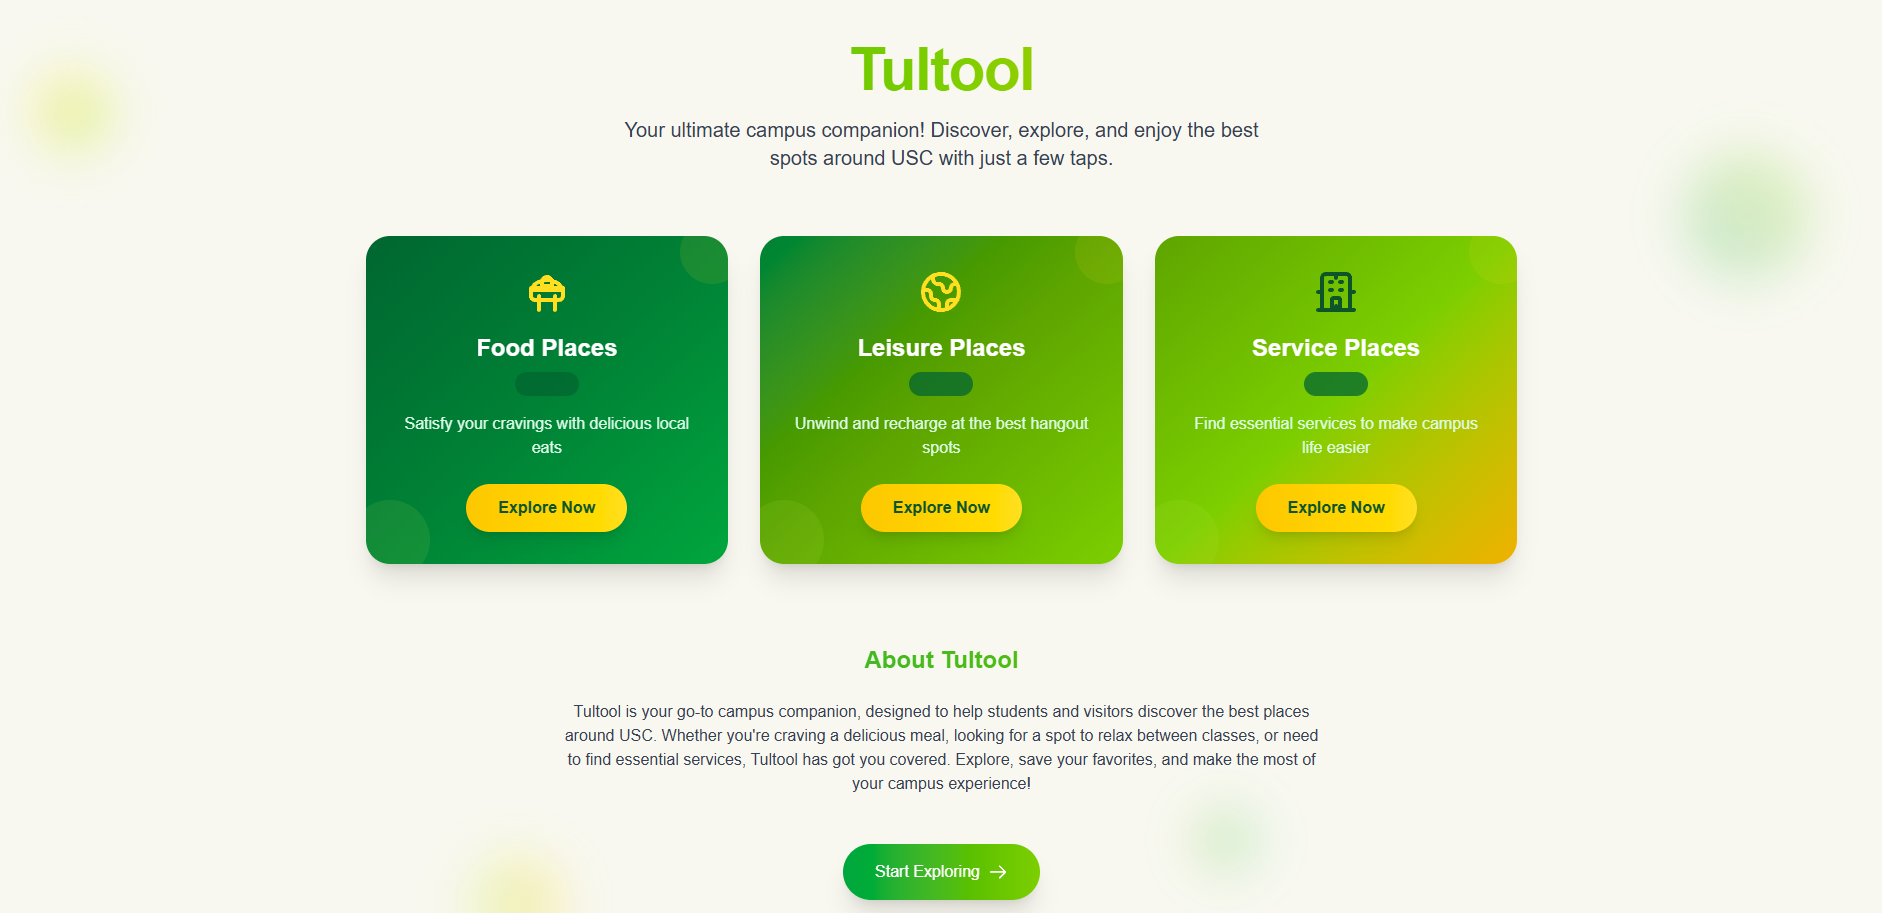 Tultool
Your ultimate campus companion! Discover, explore, and enjoy the best
spots around USC with just a few taps.
Food Places
Satisfy your cravings with delicious local
eats
Explore Now
Leisure Places
Unwind and recharge at the best hangout
spots
Explore Now
Service Places
Find essential services to make campus
life easier
Explore Now
About Tultool
Tultool is your go-to campus companion, designed to help students and visitors discover the best places
around USC. Whether you're craving a delicious meal, looking for a spot to relax between classes, or need
to find essential services, Tultool has got you covered. Explore, save your favorites, and make the most of
your campus experience!
Start Exploring